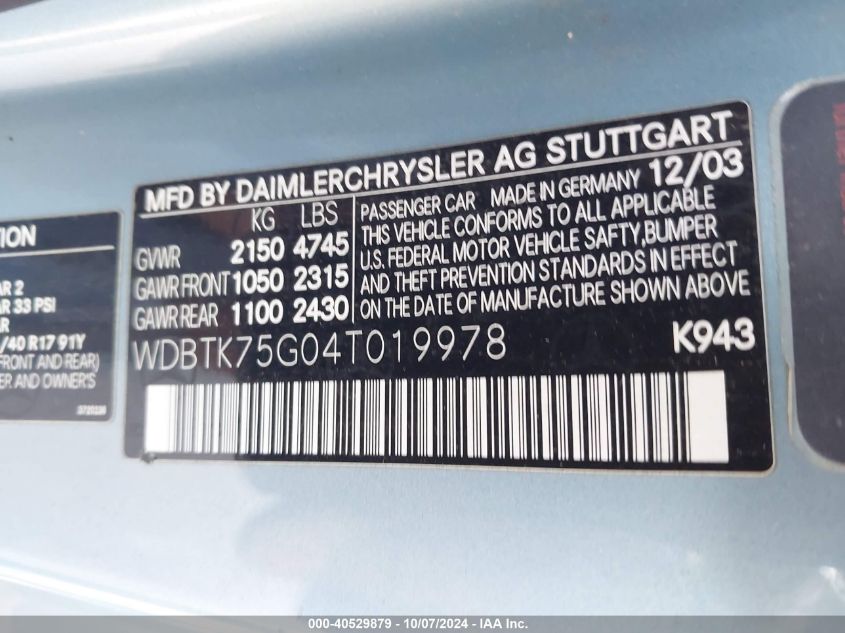 TION
AR 2
AR 33 PSI
AR
/40 R17 91Y
FRONT AND REAR)
ER AND OWNER'S
MFD BY DAIMLERCHRYSLER AG STUTTGART
KG LBS
GVWR 2150 4745
GAWR FRONT 1050 2315
GAWR REAR 1100 2430
PASSENGER CAR MADE IN GERMANY 12/03
THIS VEHICLE CONFORMS TO ALL APPLICABLE
U.S. FEDERAL MOTOR VEHICLE SAFTY, BUMPER
AND THEFT PREVENTION STANDARDS IN EFFECT
ON THE DATE OF MANUFACTURE SHOWN ABOVE
WDBTK75G04T019978 K943
000-40529879 - 10/07/2024 - IAA Inc.